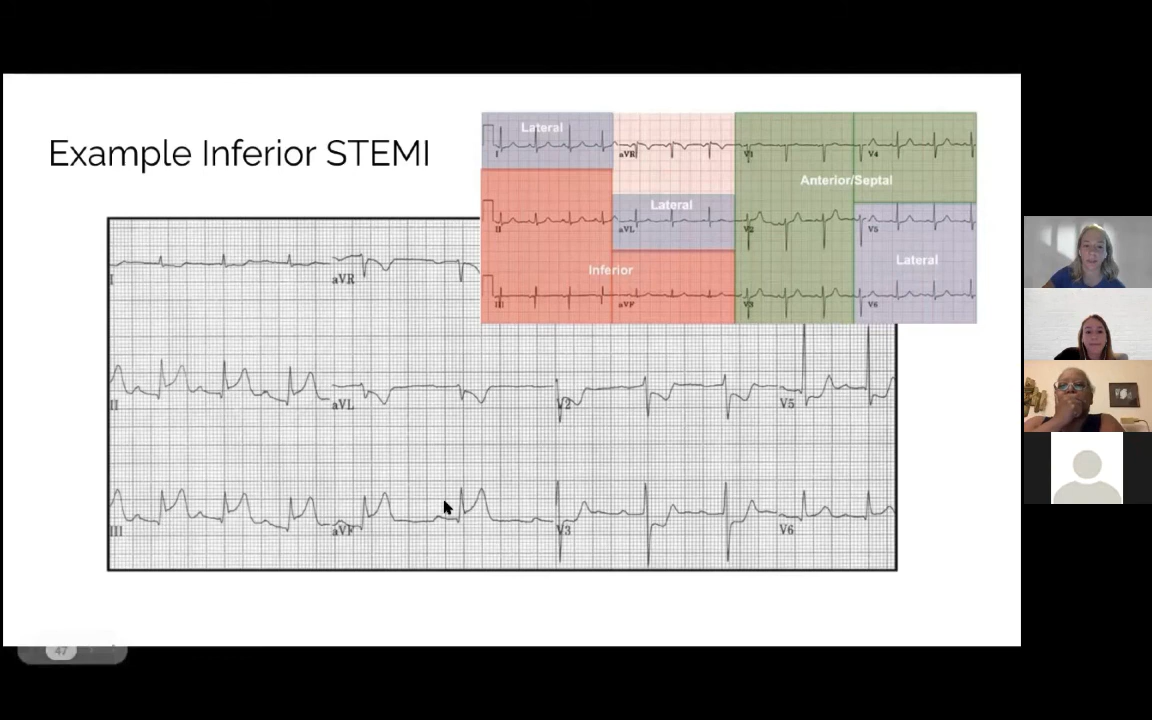 Example Inferior STEMI
Lateral
I
aVR
V1
V4
Anterior/Septal
Lateral
II
aVL
V2
V5
Lateral
Inferior
III
aVF
V3
V6
I
aVR
II
aVL
V2
V5
III
aVF
V3
V6
47